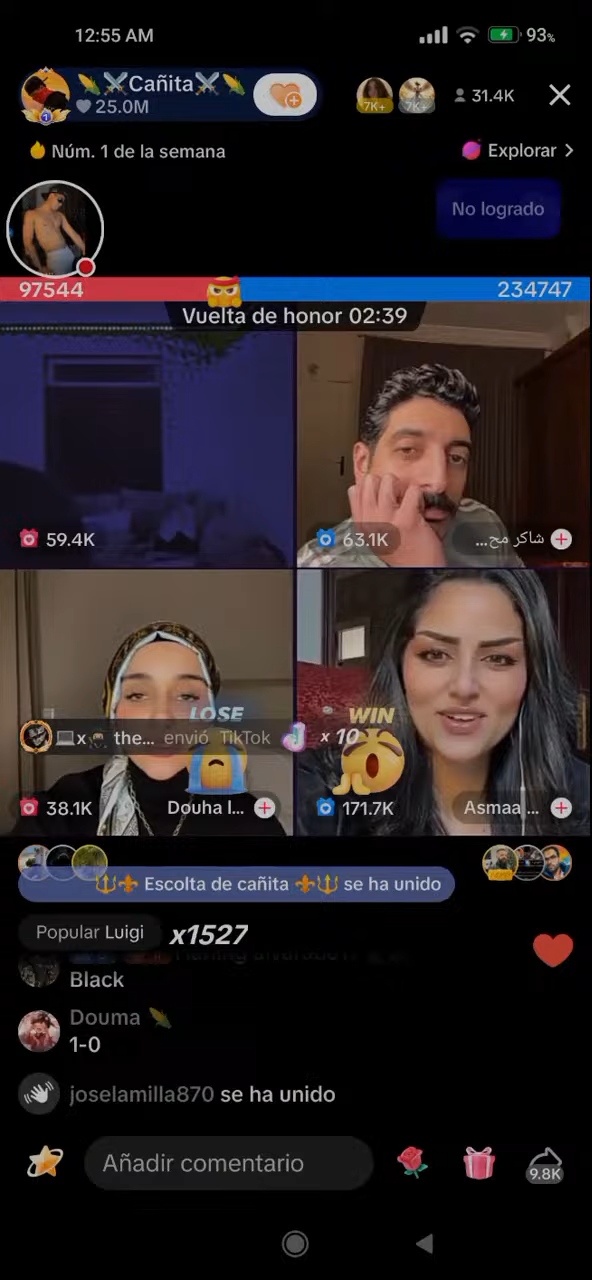 12:55 AM
93%
Cañita
25.0M
7K+
7K+
31.4K
Núm. 1 de la semana
Explorar
No logrado
97544
234747
Vuelta de honor 02:39
59.4K
63.1K
شاكر مح...
LOSE
WIN
x
the...
envió TikTok
x 10
38.1K
Douha I...
171.7K
Asmaa ...
Escolta de cañita
se ha unido
Popular Luigi
x1527
Black
Douma
1-0
joselamilla870 se ha unido
Añadir comentario
9.8K